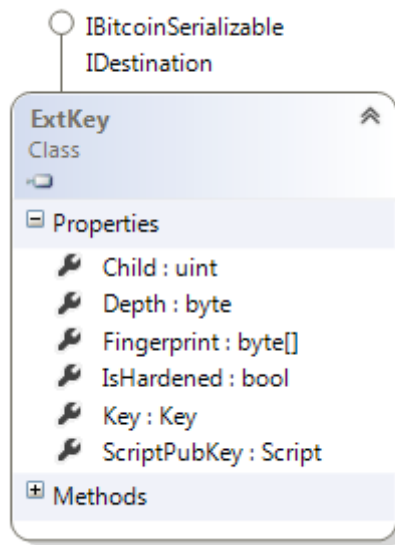 IBitcoinSerializable
IDestination
ExtKey
Class
Properties
Child : uint
Depth : byte
Fingerprint : byte[]
IsHardened : bool
Key : Key
ScriptPubKey : Script
Methods